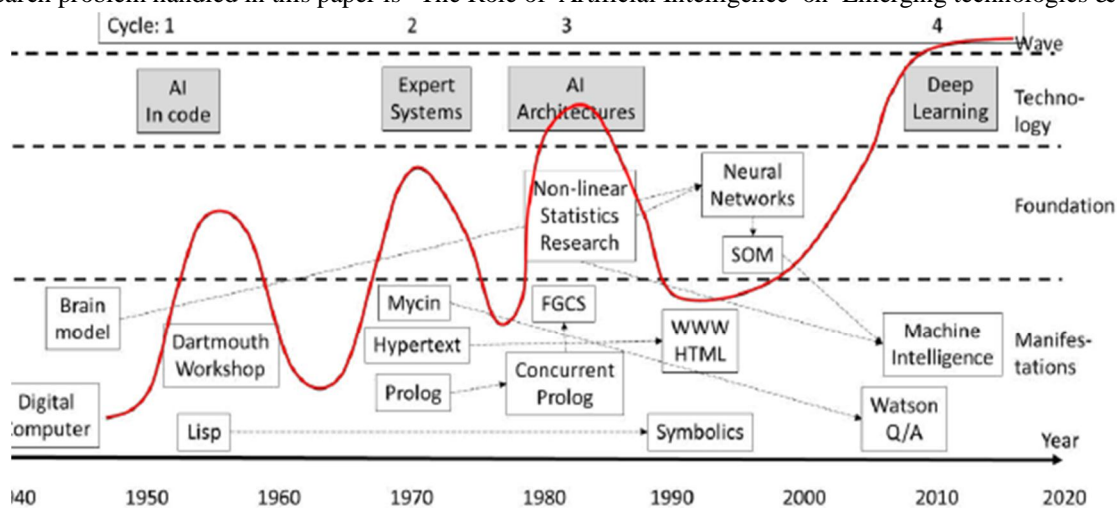 search problem handled in this paper is "The Role of 'Artificial Intelligence' on 'Emerging technologies &
Cycle: 1 2 3 4
Wave
AI
In code
Expert
Systems
AI
Architectures
Deep
Learning
Techno-
logy
Non-linear
Statistics
Research
Neural
Networks
SOM
Foundation
Brain
model
Dartmouth
Workshop
Mycin
Hypertext
Prolog
FGCS
Concurrent
Prolog
WWW
HTML
Machine
Intelligence
Manifes-
tations
Digital
Computer
Lisp
Symbolics
Watson
Q/A
Year
40 1950 1960 1970 1980 1990 2000 2010 2020